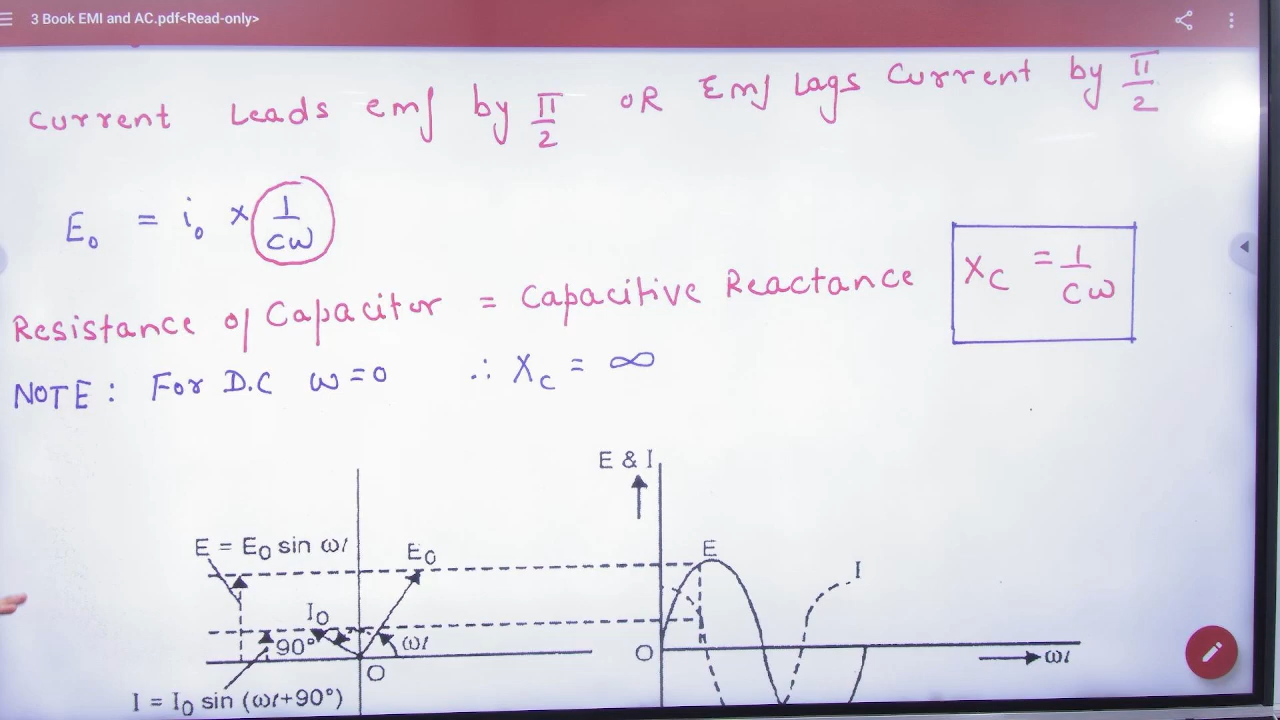 3 Book EMI and AC.pdf<Read-only>
Current Leads emf by π/2 OR Emf Lags Current by π/2
E₀ = i₀ × 1/cω
Resistance of Capacitor = Capacitive Reactance
X_C = 1/cω
NOTE : For D.C ω=0 ∴ X_C = ∞
E & I
E = E₀ sin ωt
E₀
E
I
I₀
90°
ωt
O
O
ωt
I = I₀ sin (ωt+90°)